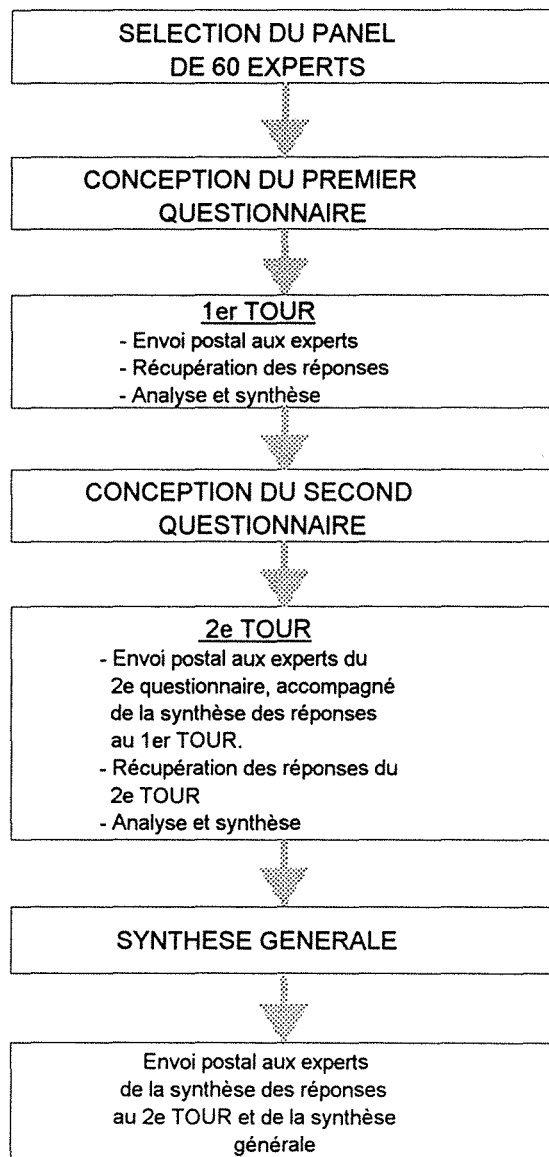 SELECTION DU PANEL
DE 60 EXPERTS
CONCEPTION DU PREMIER
QUESTIONNAIRE
1er TOUR
- Envoi postal aux experts
- Récupération des réponses
- Analyse et synthèse
CONCEPTION DU SECOND
QUESTIONNAIRE
2e TOUR
- Envoi postal aux experts du
2e questionnaire, accompagné
de la synthèse des réponses
au 1er TOUR.
- Récupération des réponses du
2e TOUR
- Analyse et synthèse
SYNTHESE GENERALE
Envoi postal aux experts
de la synthèse des réponses
au 2e TOUR et de la synthèse
générale